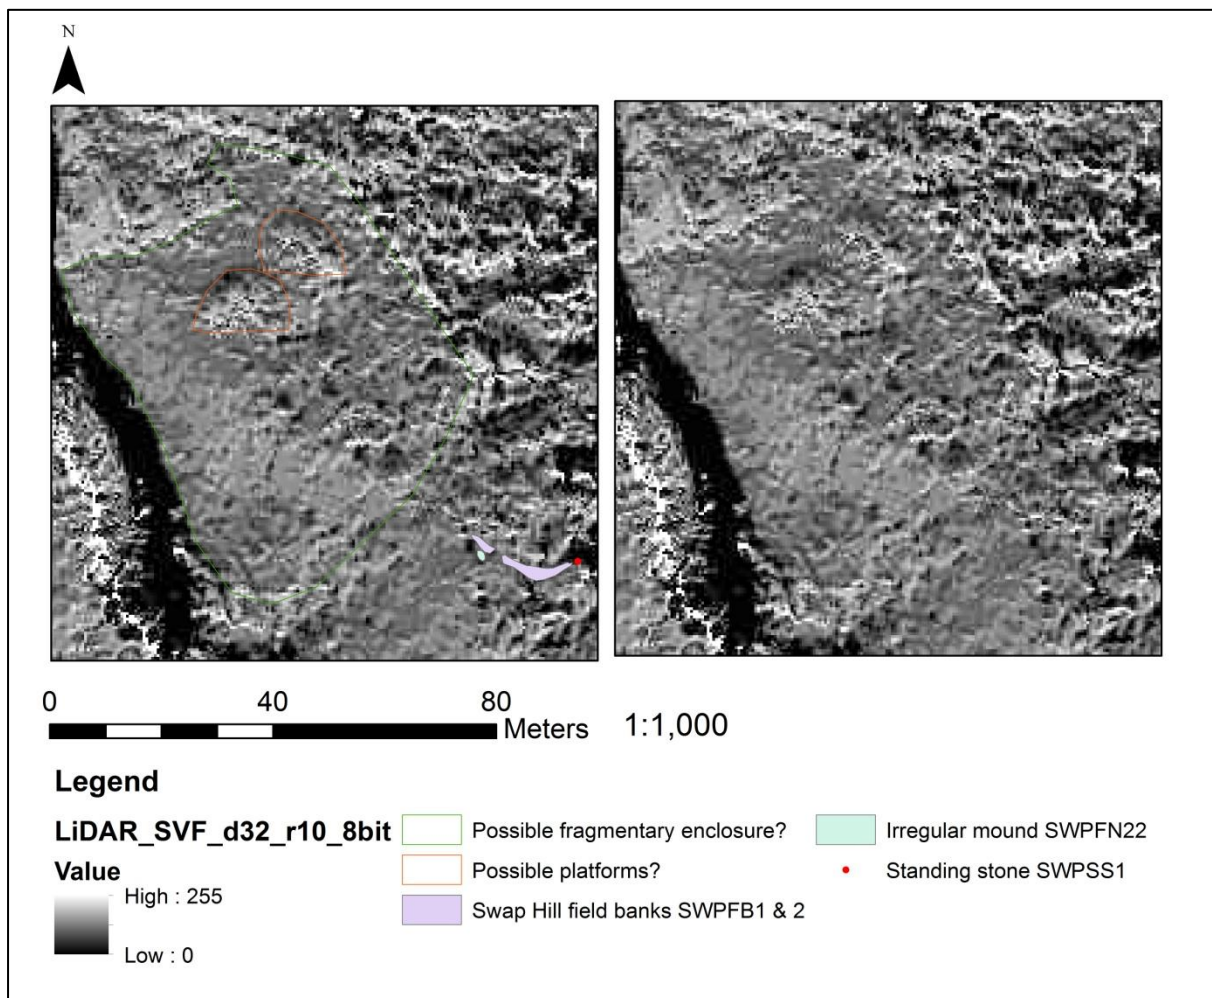 N
0 40 80
Meters 1:1,000
Legend
LiDAR_SVF_d32_r10_8bit
Value
High : 255
Low : 0
Possible fragmentary enclosure?
Possible platforms?
Swap Hill field banks SWPFB1 & 2
Irregular mound SWPFN22
Standing stone SWPSS1